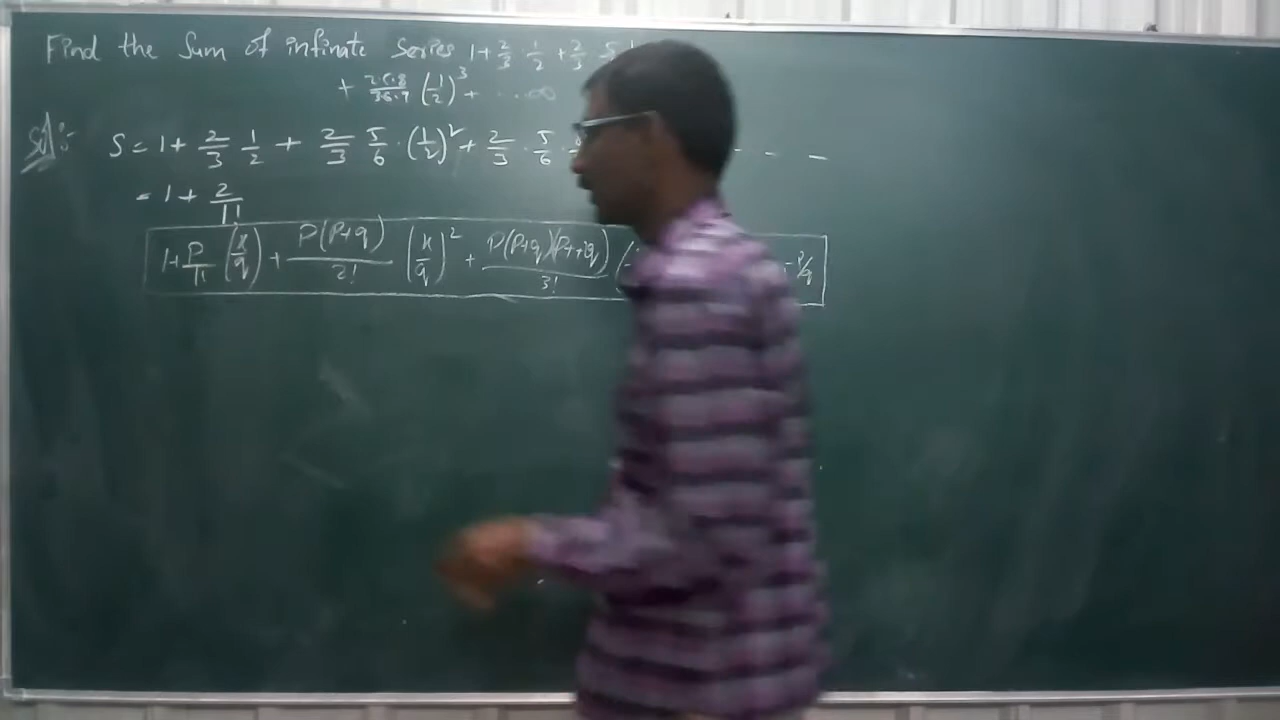 Find the Sum of infinate series 1 + 2/3 · 1/2 + 2/3 · 5
+ 2.5.8/3.6.9 (1/2)^3 + . . . ∞
Sol:- S = 1 + 2/3 1/2 + 2/3 5/6 · (1/2)^2 + 2/3 · 5/6 · - - -
= 1 + 2/1!
1 + P/1! (x/q) + P(P+q)/2! (x/q)^2 + P(P+q)(P+2q)/3! ( -P/q